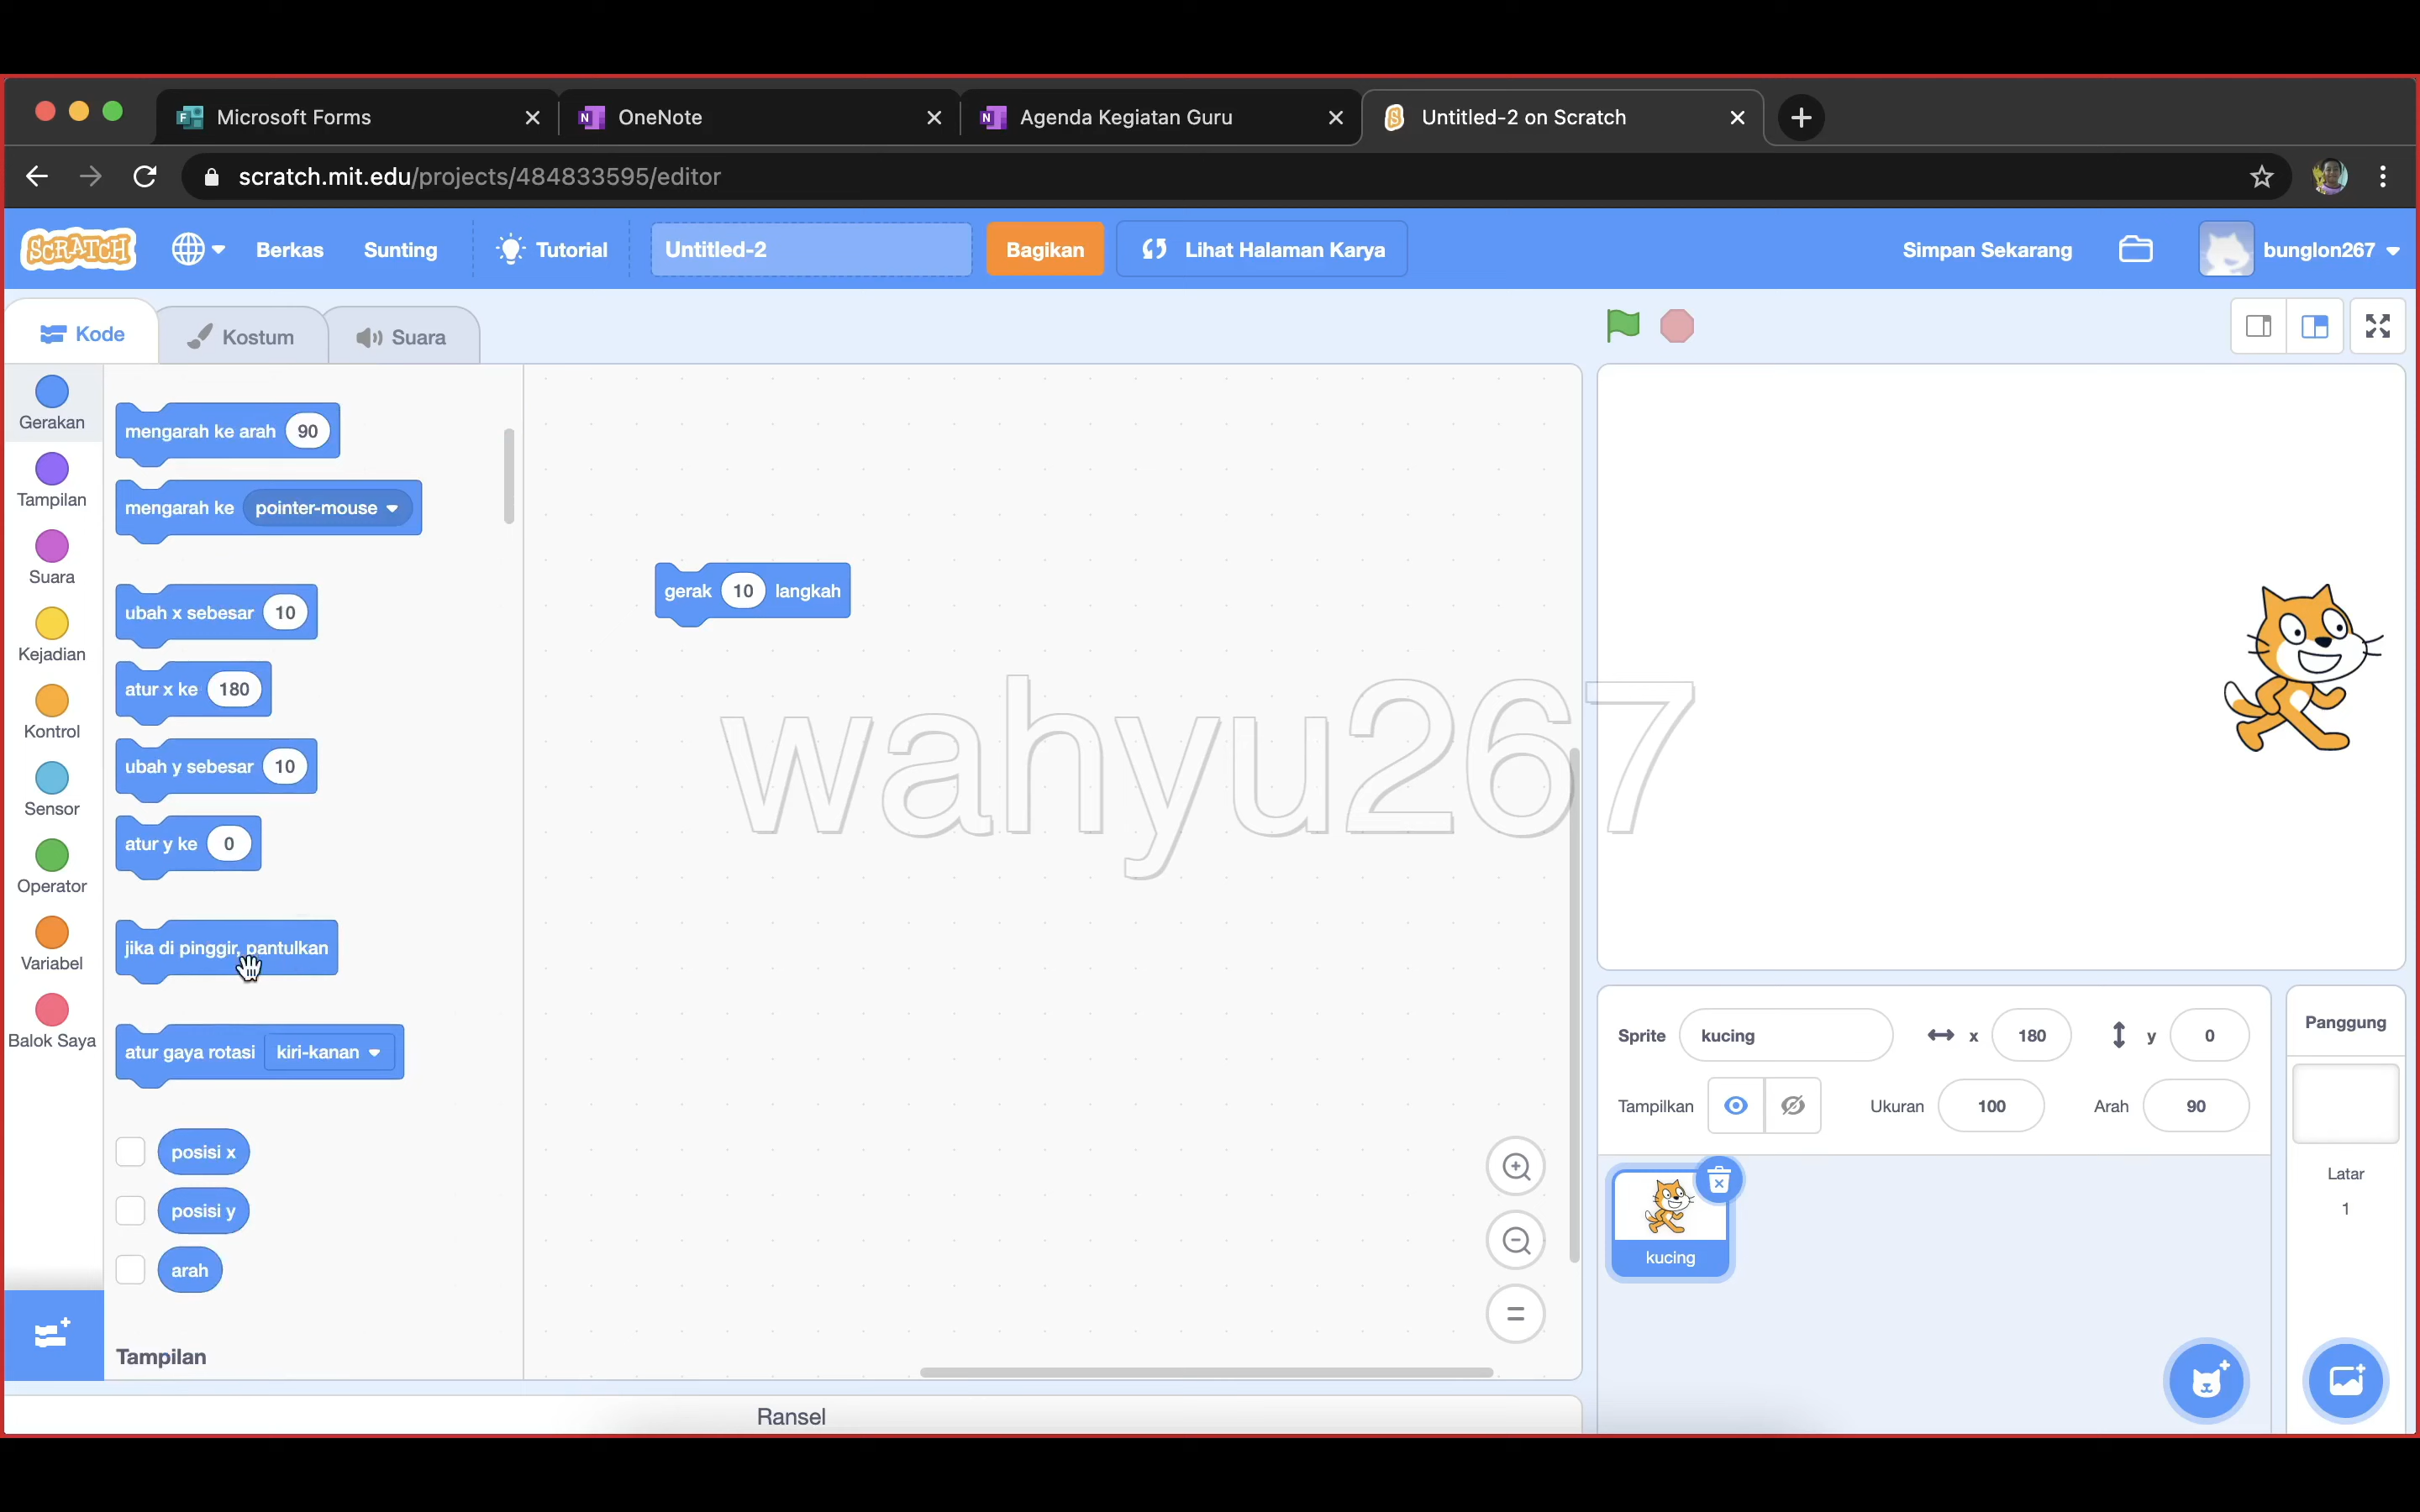 Microsoft Forms
OneNote
Agenda Kegiatan Guru
Untitled-2 on Scratch
scratch.mit.edu/projects/484833595/editor
SCRATCH
Berkas
Sunting
Tutorial
Untitled-2
Bagikan
Lihat Halaman Karya
Simpan Sekarang
bunglon267
Kode
Kostum
Suara
Gerakan
Tampilan
Suara
Kejadian
Kontrol
Sensor
Operator
Variabel
Balok Saya
mengarah ke arah 90
mengarah ke pointer-mouse
ubah x sebesar 10
atur x ke 180
ubah y sebesar 10
atur y ke 0
jika di pinggir, pantulkan
atur gaya rotasi kiri-kanan
posisi x
posisi y
arah
Tampilan
gerak 10 langkah
wahyu267
Ransel
Sprite kucing x 180 y 0
Tampilkan Ukuran 100 Arah 90
kucing
Panggung
Latar
1